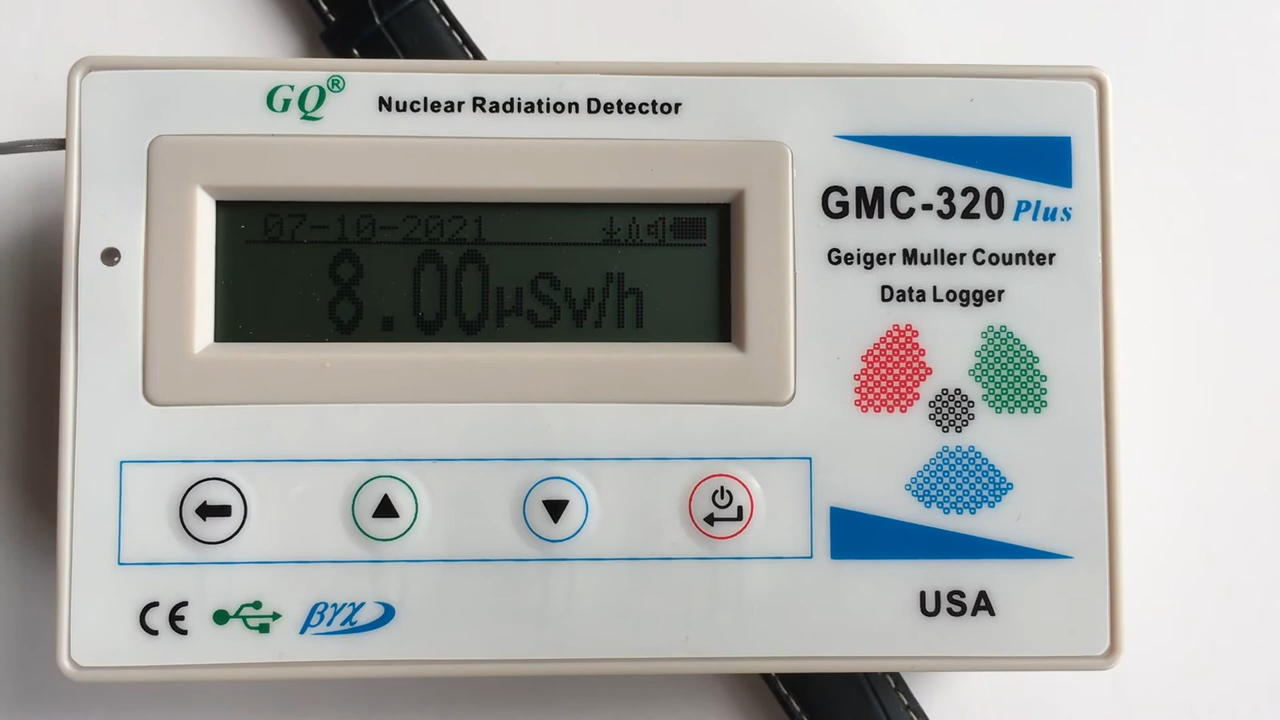 GQ® Nuclear Radiation Detector
07-10-2021
8.00µSv/h
GMC-320 Plus
Geiger Muller Counter
Data Logger
CE βγχ
USA